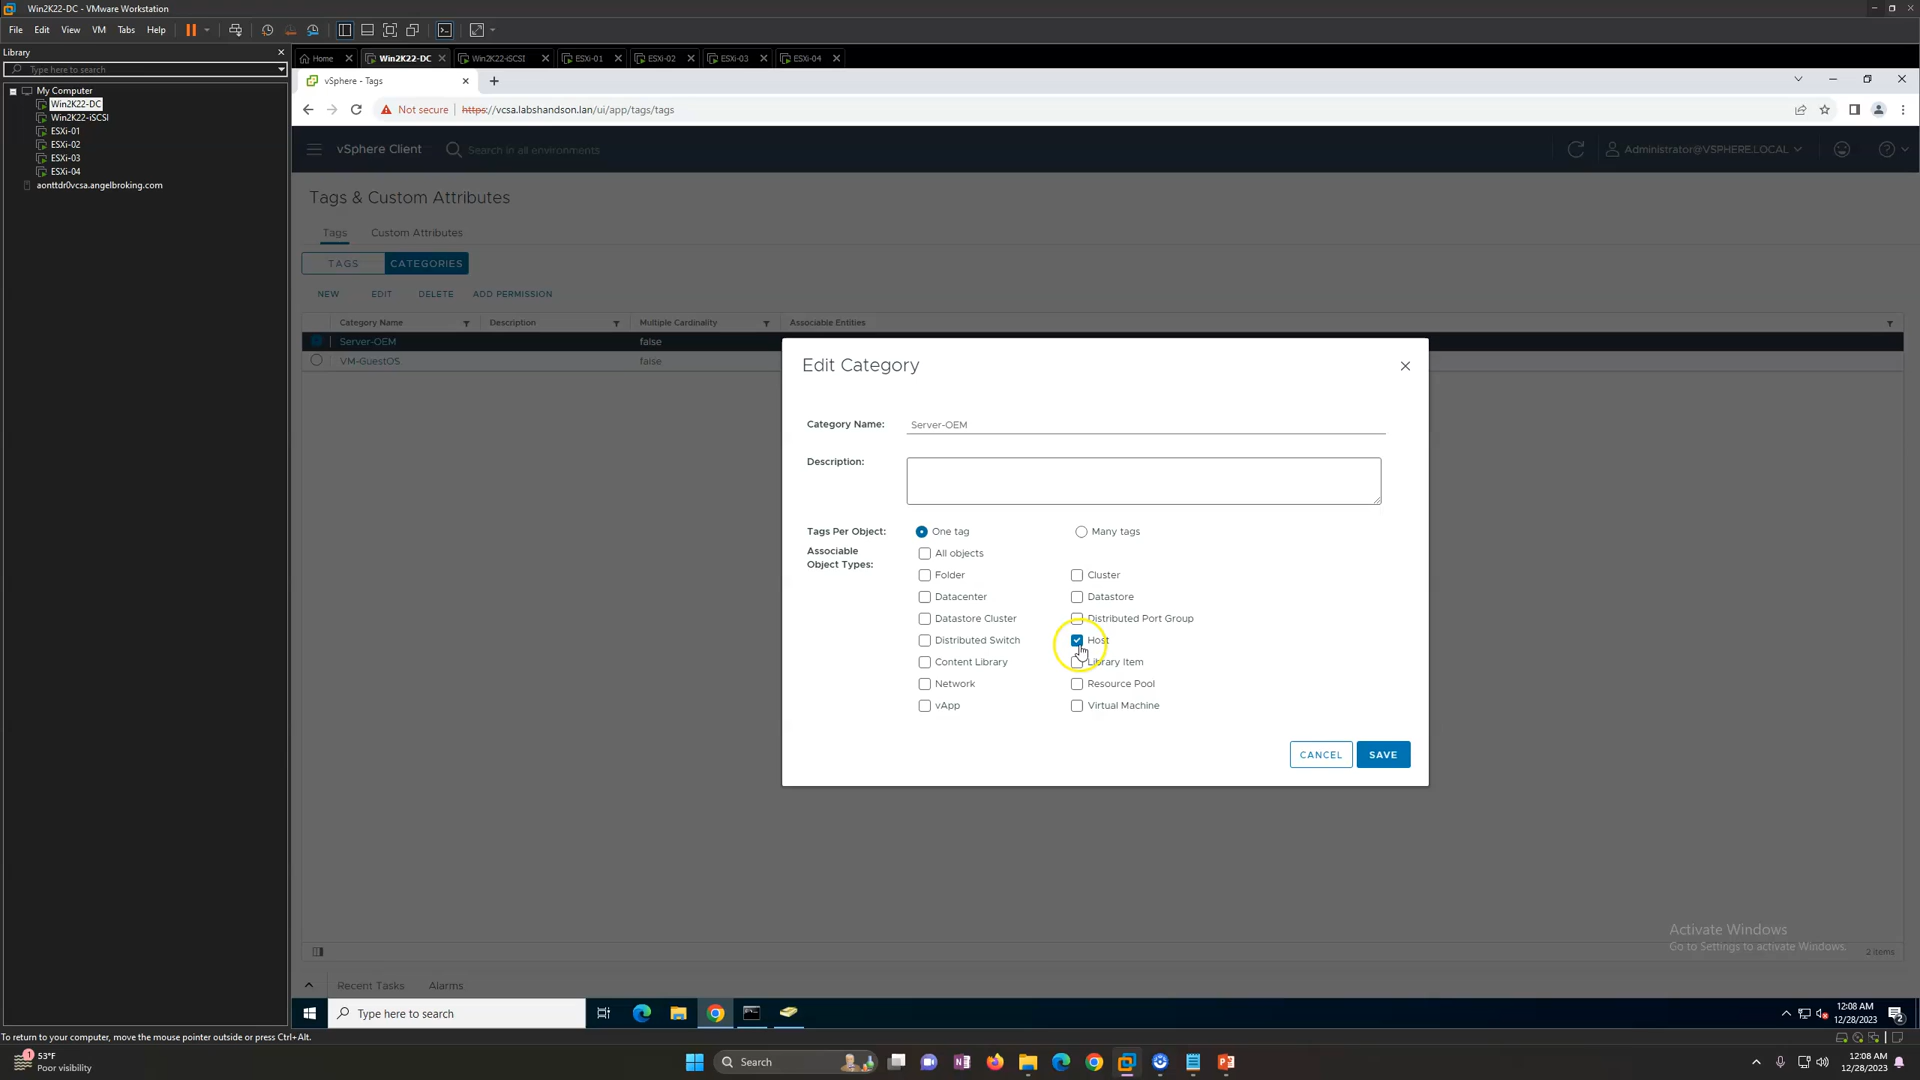 Win2K22-DC - VMware Workstation
File Edit View VM Tabs Help
Library
Type here to search
My Computer
Win2K22-DC
Win2K22-iSCSI
ESXi-01
ESXi-02
ESXi-03
ESXi-04
aonttdr0vcsa.angelbroking.com
Home Win2K22-DC Win2K22-iSCSI ESXi-01 ESXi-02 ESXi-03 ESXi-04
vSphere - Tags
Not secure https://vcsa.labshandson.lan/ui/app/tags/tags
vSphere Client Search in all environments Administrator@VSPHERE.LOCAL
Tags & Custom Attributes
Tags Custom Attributes
TAGS CATEGORIES
NEW EDIT DELETE ADD PERMISSION
Category Name Description Multiple Cardinality Associable Entities
Server-OEM false
VM-GuestOS false
Edit Category
Category Name: Server-OEM
Description:
Tags Per Object: One tag Many tags
Associable Object Types:
All objects
Folder Cluster
Datacenter Datastore
Datastore Cluster Distributed Port Group
Distributed Switch Host
Content Library Library Item
Network Resource Pool
vApp Virtual Machine
CANCEL SAVE
Activate Windows
Go to Settings to activate Windows.
2 items
Recent Tasks Alarms
Type here to search
12:08 AM
12/28/2023
2
To return to your computer, move the mouse pointer outside or press Ctrl+Alt.
1
53°F
Poor visibility
Search
12:08 AM
12/28/2023